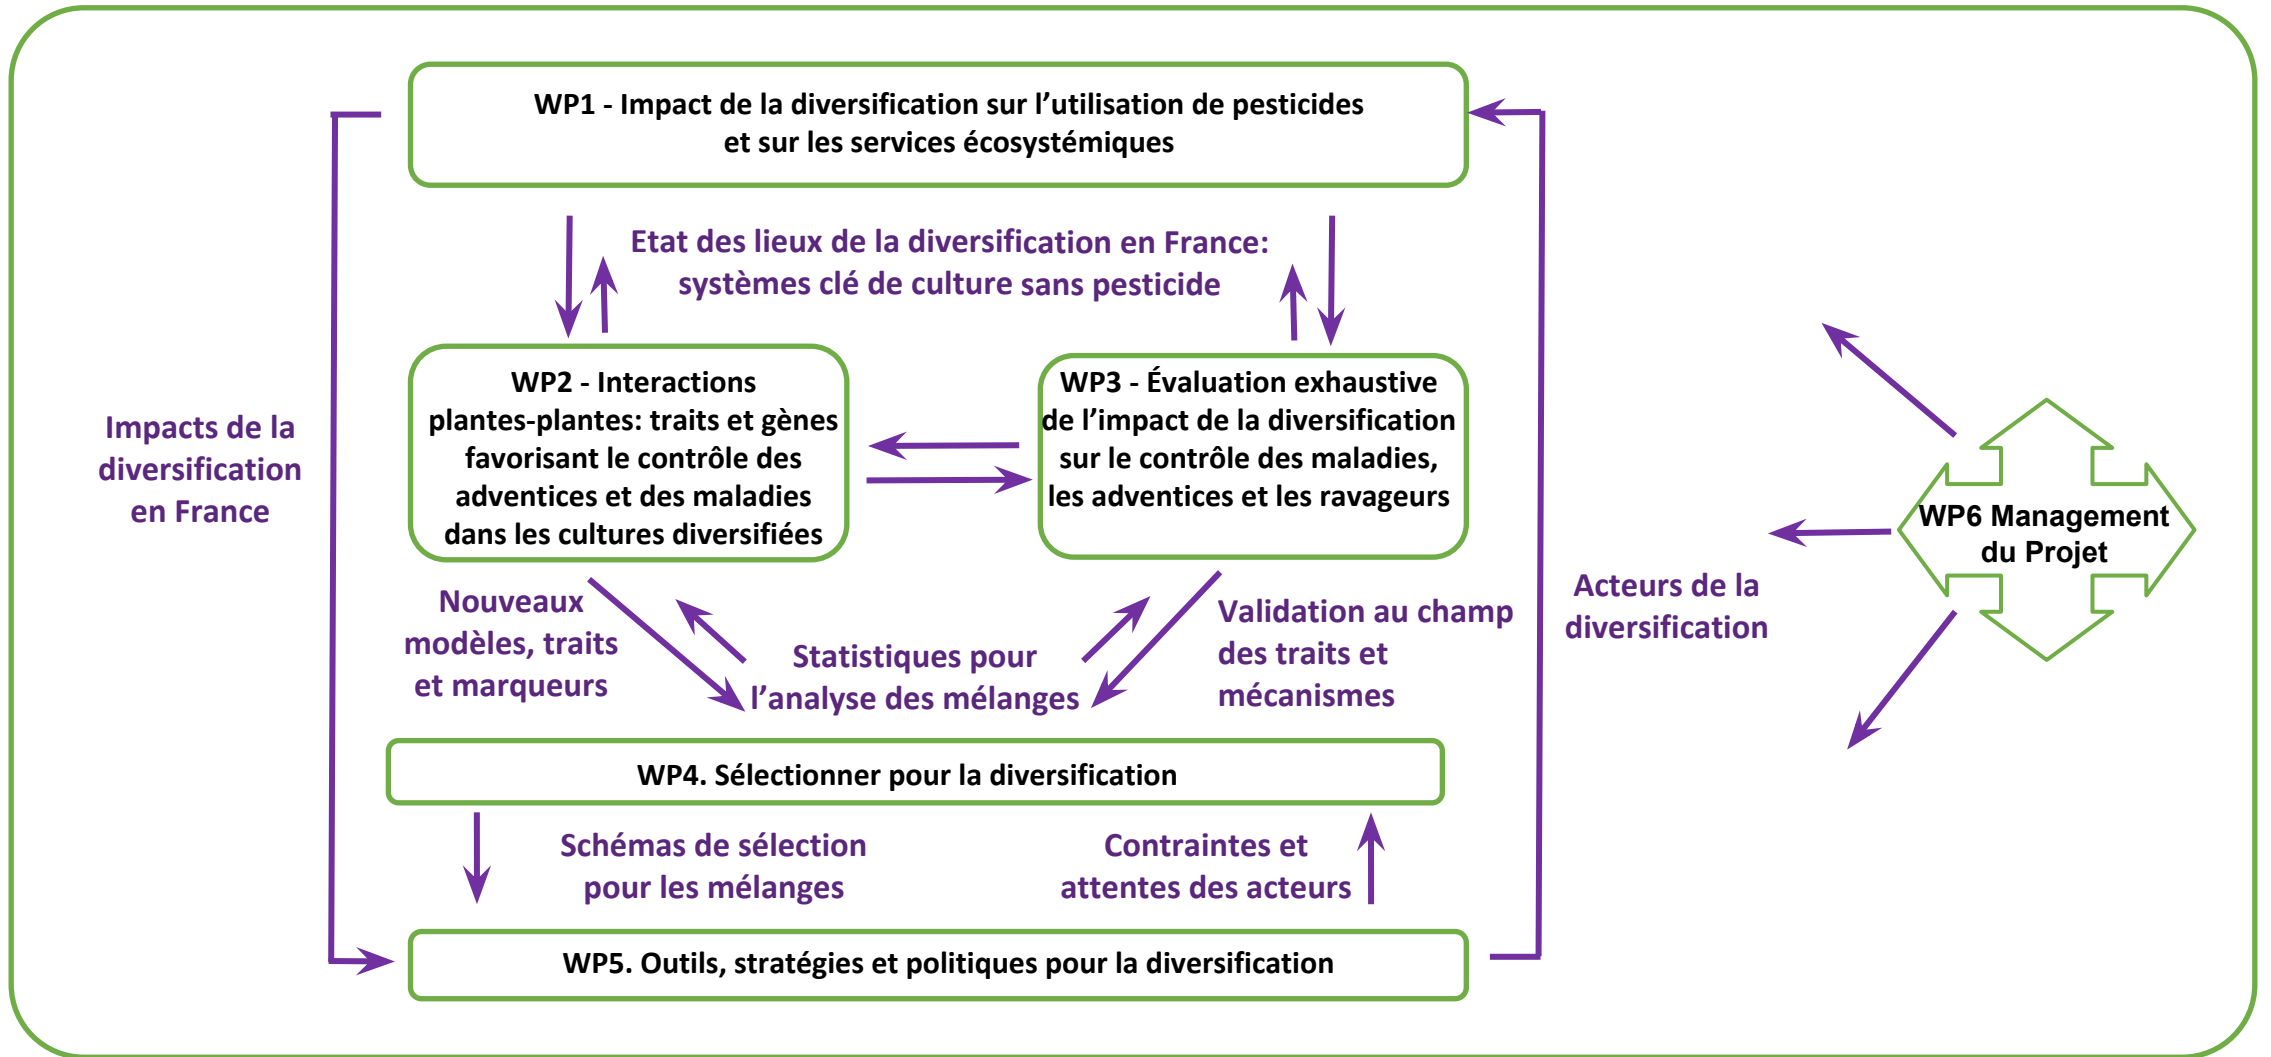 WP1 - Impact de la diversification sur l’utilisation de pesticides
et sur les services écosystémiques
Etat des lieux de la diversification en France:
systèmes clé de culture sans pesticide
WP2 - Interactions
plantes-plantes: traits et gènes
favorisant le contrôle des
adventices et des maladies
dans les cultures diversifiées
WP3 - Évaluation exhaustive
de l’impact de la diversification
sur le contrôle des maladies,
les adventices et les ravageurs
Impacts de la
diversification
en France
WP6 Management
du Projet
Acteurs de la
diversification
Nouveaux
modèles, traits
et marqueurs
Statistiques pour
l’analyse des mélanges
Validation au champ
des traits et
mécanismes
WP4. Sélectionner pour la diversification
Schémas de sélection
pour les mélanges
Contraintes et
attentes des acteurs
WP5. Outils, stratégies et politiques pour la diversification